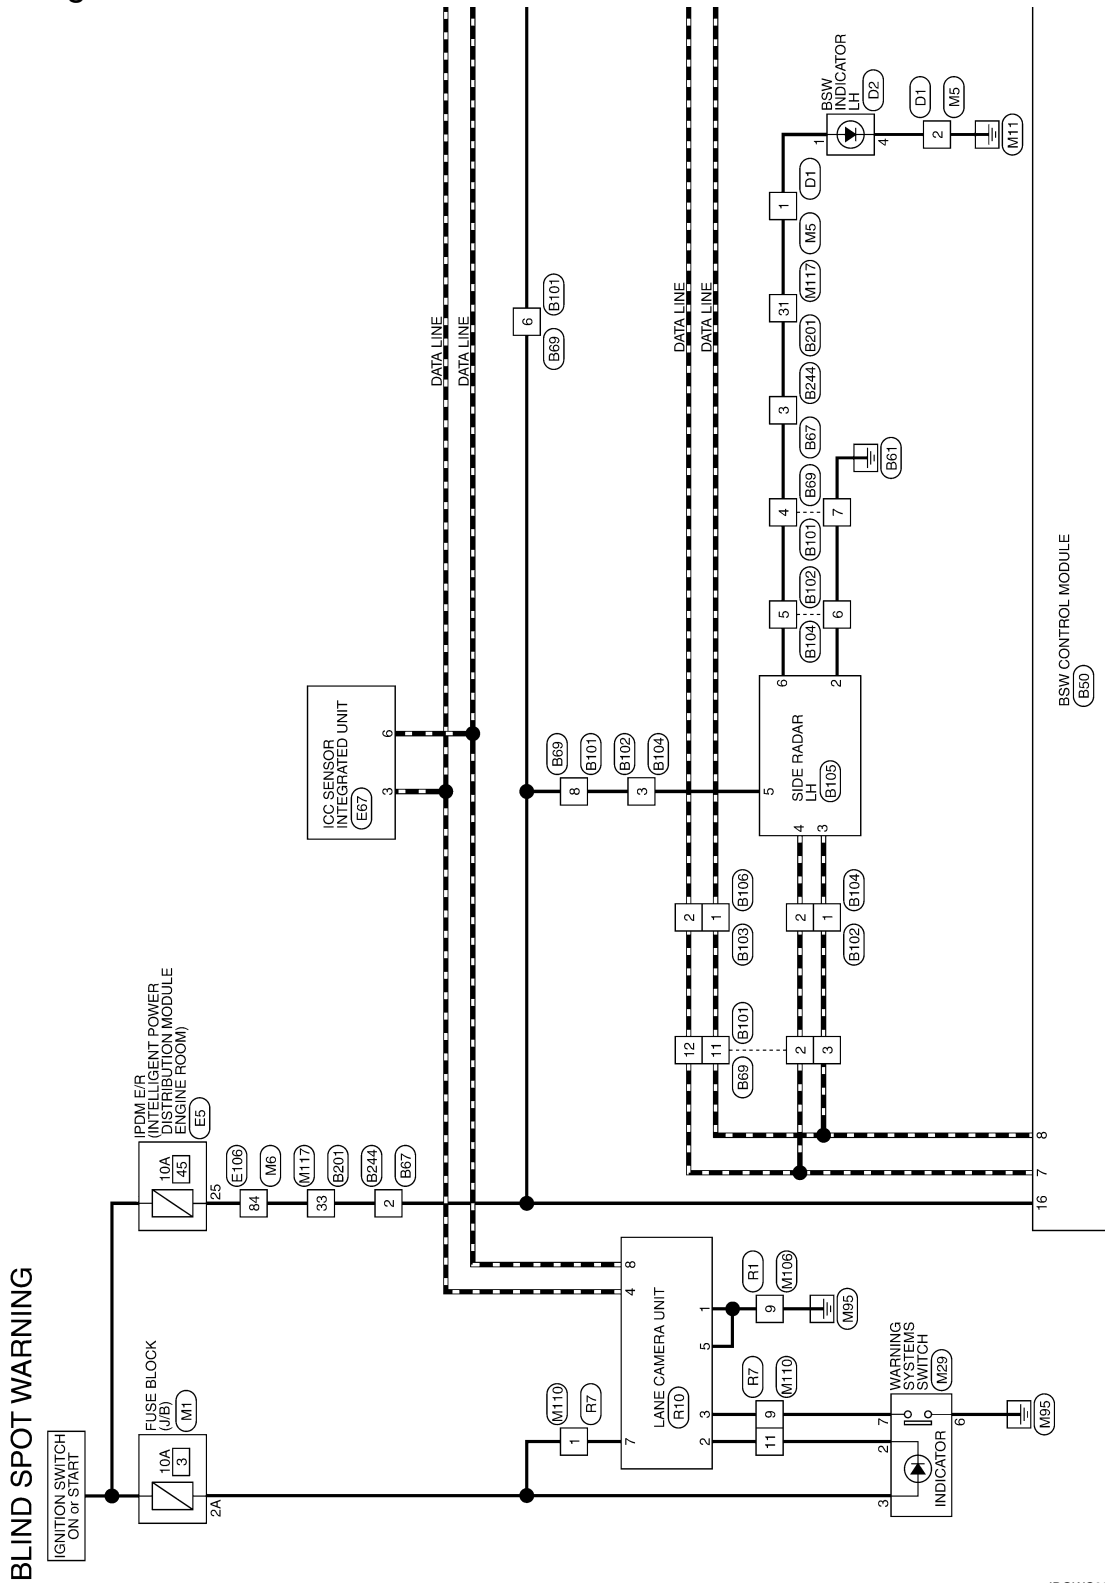 BLIND SPOT WARNING
IGNITION SWITCH
ON or START
FUSE BLOCK
(J/B)
M1
10A
3
2A
IPDM E/R
(INTELLIGENT POWER
DISTRIBUTION MODULE
ENGINE ROOM)
E5
10A
45
25
84
E106
M6
33
M117
B201
2
B244
B67
ICC SENSOR
INTEGRATED UNIT
E67
3
6
DATA LINE
DATA LINE
6
B69
B101
1
M110
R7
8
B69
B101
3
B102
B104
7
4
8
LANE CAMERA UNIT
R10
2
3
5
1
11
9
R7
M110
9
R1
M106
M95
3
2
7
INDICATOR
6
WARNING
SYSTEMS
SWITCH
M29
M95
DATA LINE
DATA LINE
12
11
B69
B101
2
1
B103
B106
2
3
2
1
B102
B104
4
3
5
SIDE RADAR
LH
B105
6
2
5
6
B104
B102
4
7
B101
B69
B61
3
B67
B244
31
B201
M117
1
M5
D1
1
4
BSW
INDICATOR
LH
D2
2
D1
M5
M11
16
7
8
BSW CONTROL MODULE
B50